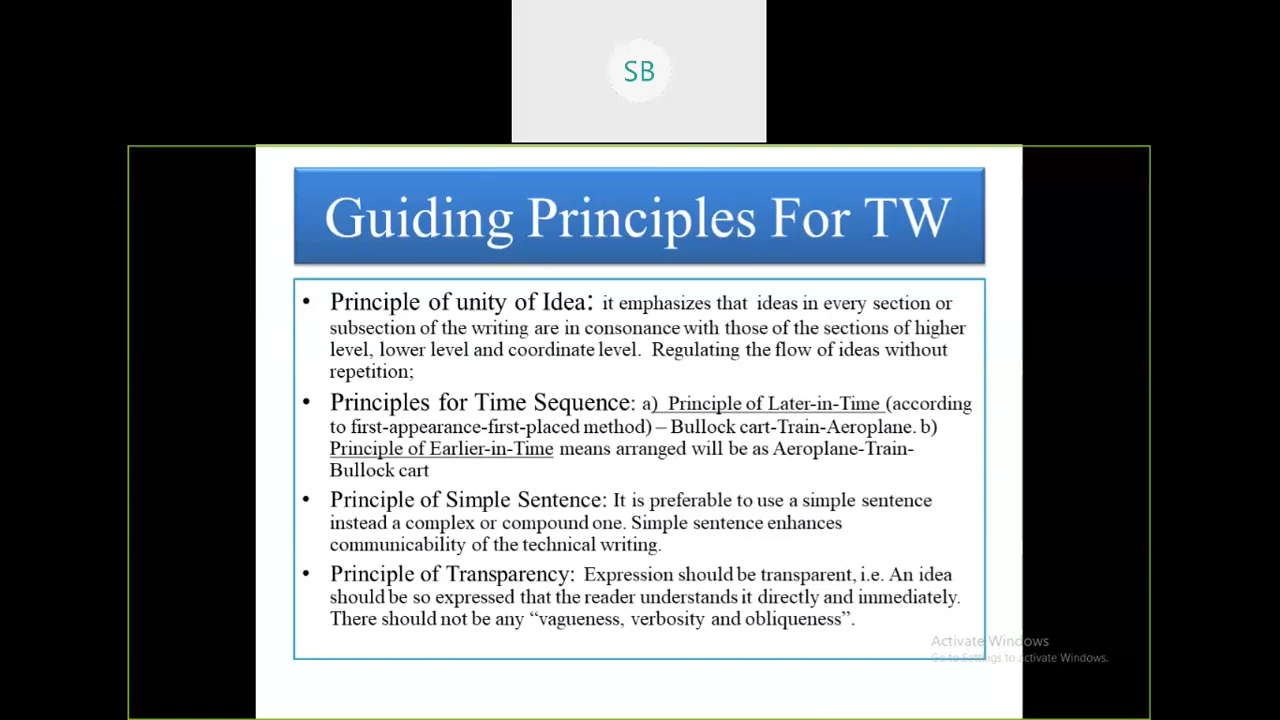 SB
Guiding Principles For TW
• Principle of unity of Idea: it emphasizes that ideas in every section or
subsection of the writing are in consonance with those of the sections of higher
level, lower level and coordinate level. Regulating the flow of ideas without
repetition;
• Principles for Time Sequence: a) Principle of Later-in-Time (according
to first-appearance-first-placed method) – Bullock cart-Train-Aeroplane. b)
Principle of Earlier-in-Time means arranged will be as Aeroplane-Train-
Bullock cart
• Principle of Simple Sentence: It is preferable to use a simple sentence
instead a complex or compound one. Simple sentence enhances
communicability of the technical writing.
• Principle of Transparency: Expression should be transparent, i.e. An idea
should be so expressed that the reader understands it directly and immediately.
There should not be any “vagueness, verbosity and obliqueness”.
Activate Windows
Go to Settings to activate Windows.